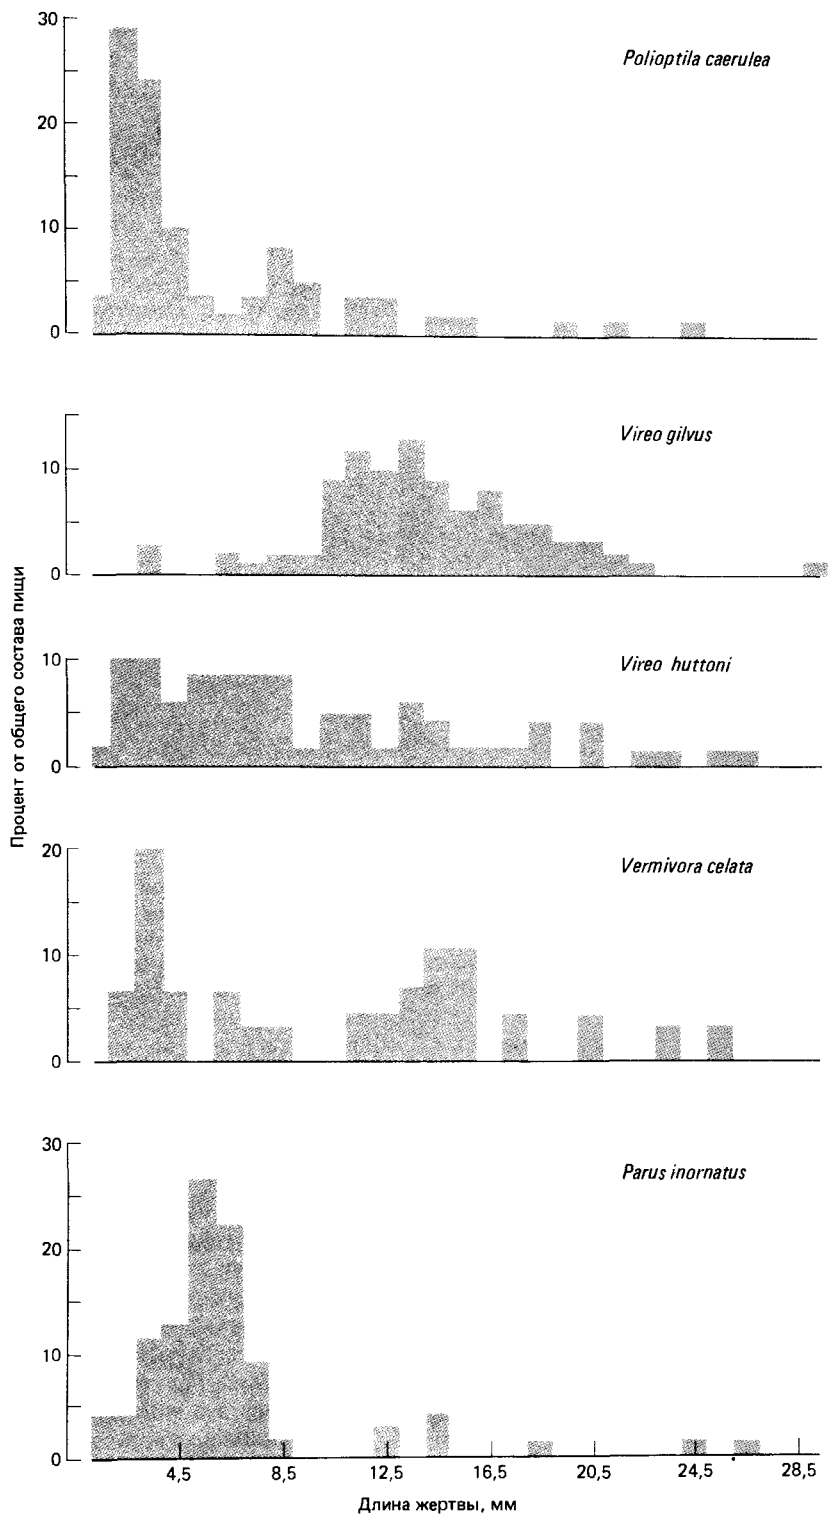 30
20
10
0
Polioptila caerulea
10
0
Vireo gilvus
10
0
Vireo huttoni
20
10
0
Vermivora celata
30
20
10
0
Parus inornatus
Процент от общего состава пищи
4,5 8,5 12,5 16,5 20,5 24,5 28,5
Длина жертвы, мм